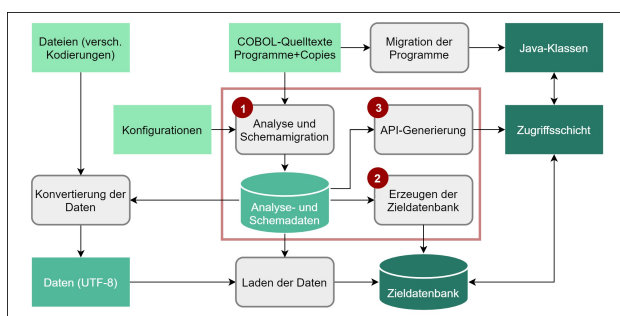 Dateien (versch.
Kodierungen)
COBOL-Quelltexte
Programme+Copies
Migration der
Programme
Java-Klassen
Konfigurationen
1
Analyse und
Schemamigration
3
API-Generierung
Zugriffsschicht
Konvertierung der
Daten
Analyse- und
Schemadaten
2
Erzeugen der
Zieldatenbank
Daten (UTF-8)
Laden der Daten
Zieldatenbank